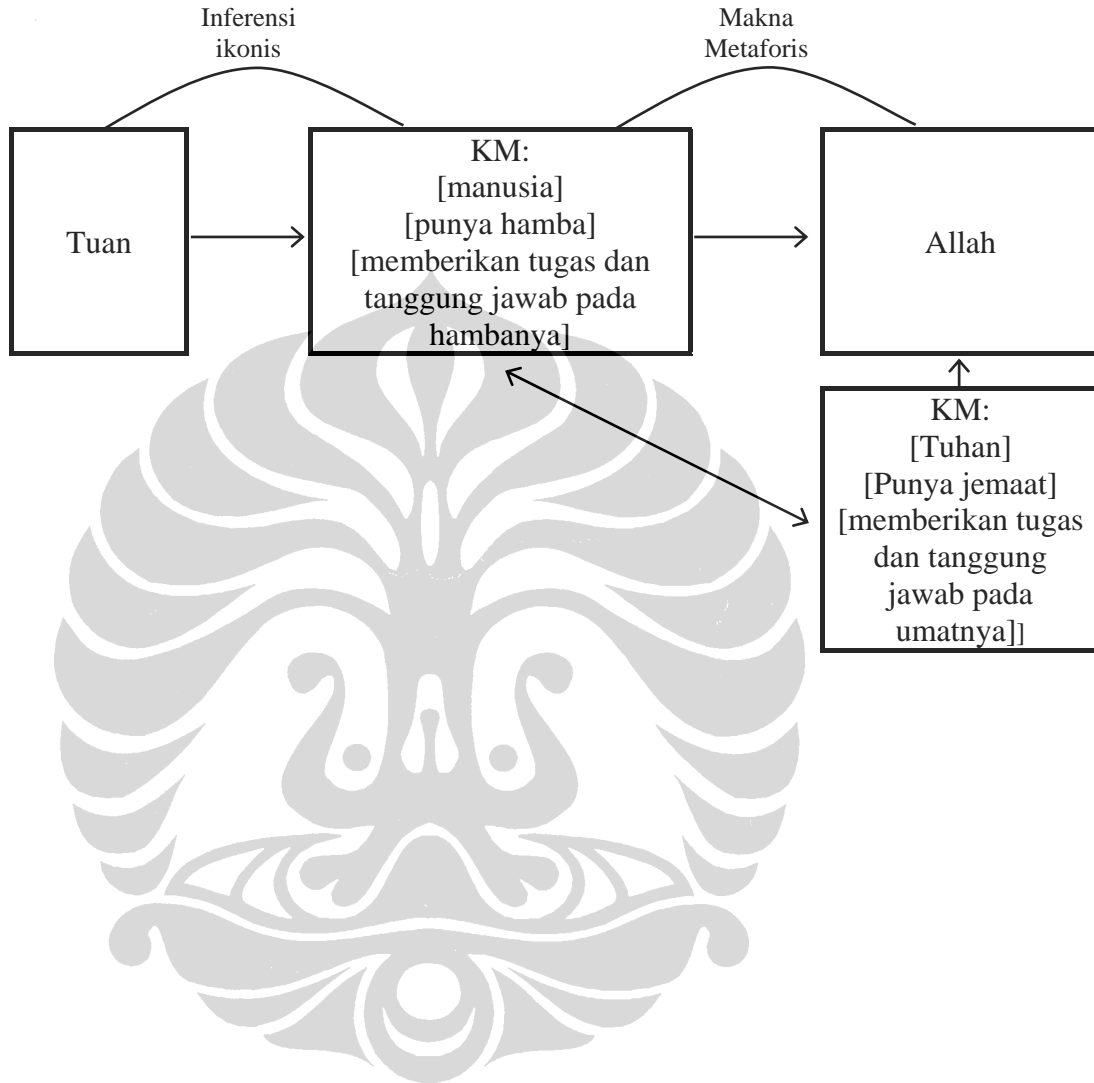 Inferensi
ikonis
Makna
Metaforis
Tuan
KM:
[manusia]
[punya hamba]
[memberikan tugas dan
tanggung jawab pada
hambanya]
Allah
KM:
[Tuhan]
[Punya jemaat]
[memberikan tugas
dan tanggung
jawab pada
umatnya]]